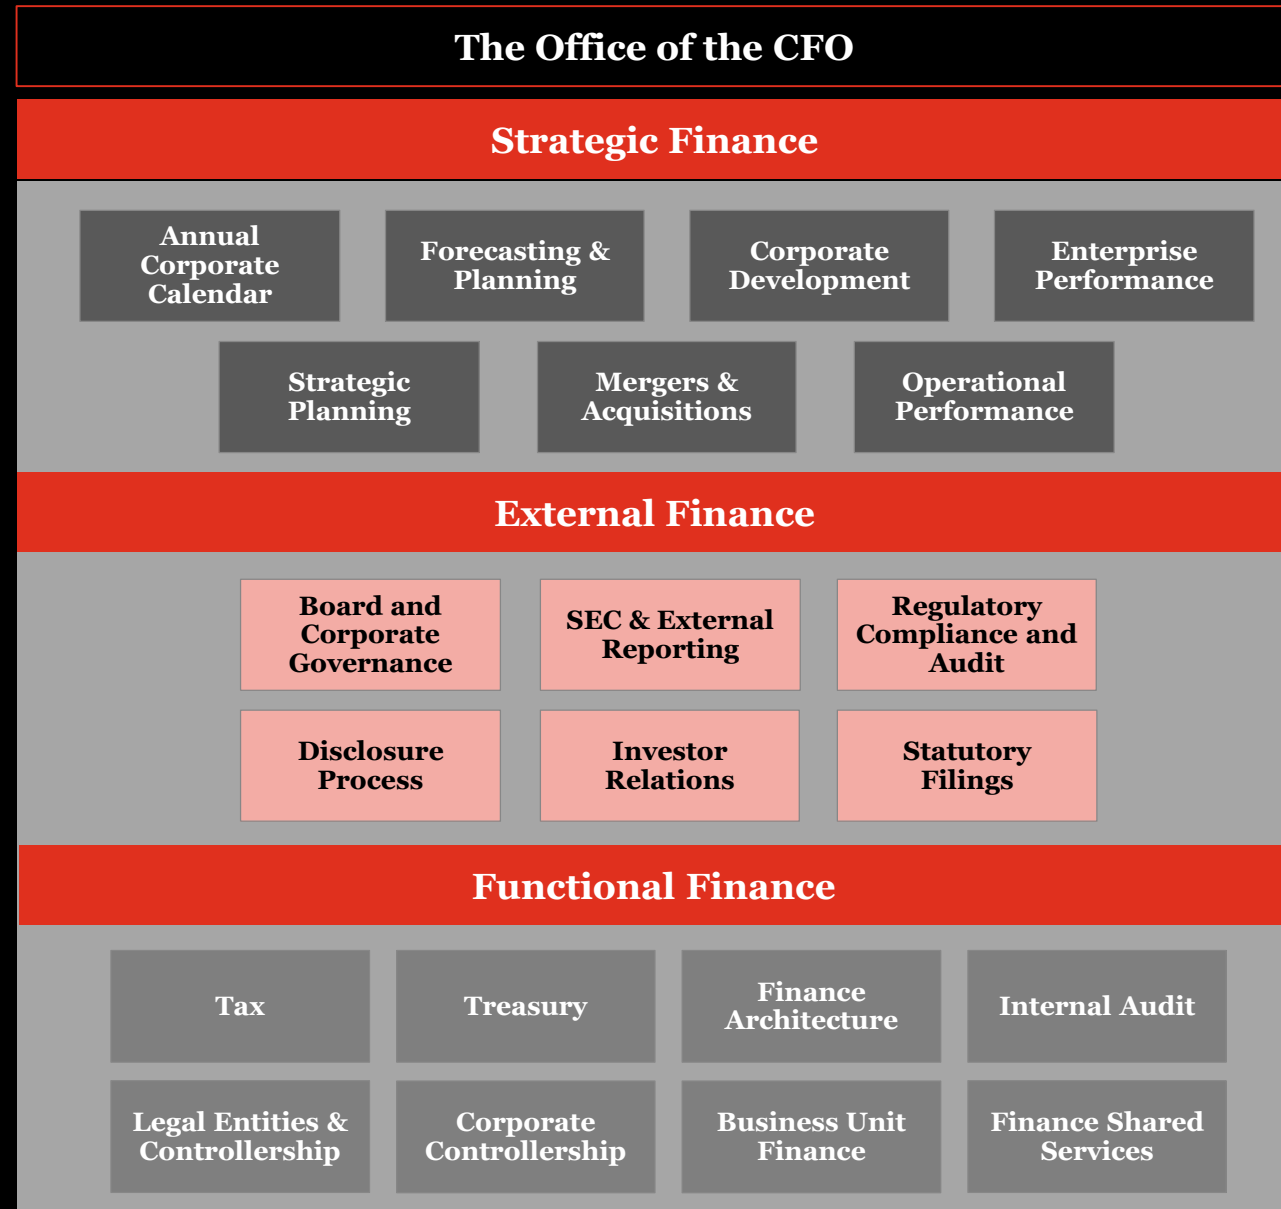 The Office of the CFO
Strategic Finance
Annual
Corporate
Calendar
Forecasting &
Planning
Corporate
Development
Enterprise
Performance
Strategic
Planning
Mergers &
Acquisitions
Operational
Performance
External Finance
Board and
Corporate
Governance
SEC & External
Reporting
Regulatory
Compliance and
Audit
Disclosure
Process
Investor
Relations
Statutory
Filings
Functional Finance
Tax
Treasury
Finance
Architecture
Internal Audit
Legal Entities &
Controllership
Corporate
Controllership
Business Unit
Finance
Finance Shared
Services